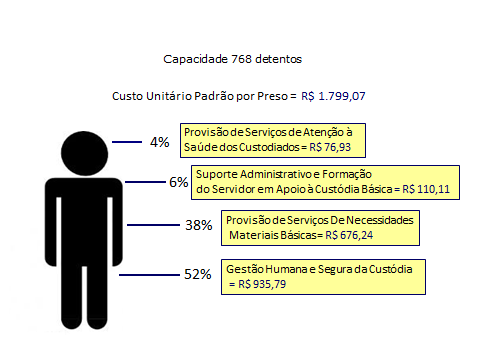 Capacidade 768 detentos
Custo Unitário Padrão por Preso = R$ 1.799,07
4%
Provisão de Serviços de Atenção à
Saúde dos Custodiados = R$ 76,93
6%
Suporte Administrativo e Formação
do Servidor em Apoio à Custódia Básica = R$ 110,11
38%
Provisão de Serviços De Necessidades
Materiais Básicas = R$ 676,24
52%
Gestão Humana e Segura da Custódia
= R$ 935,79